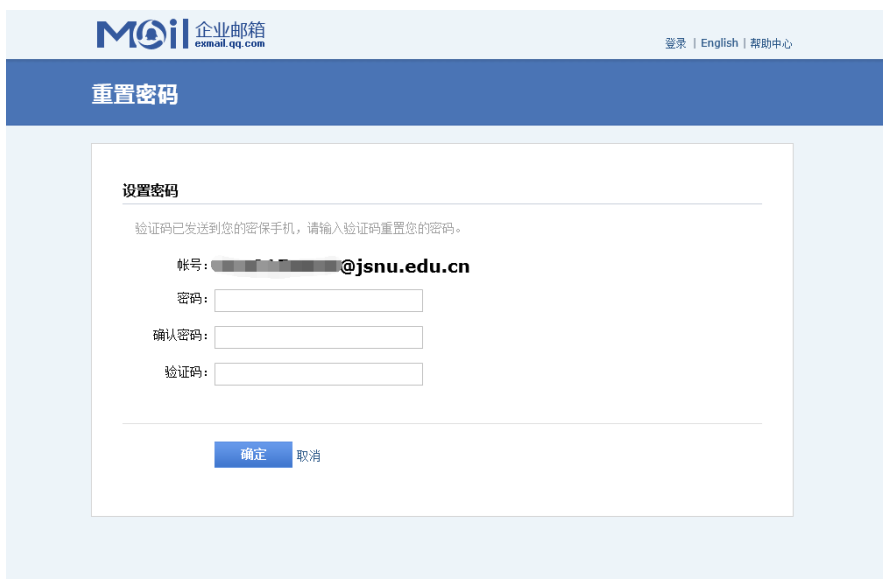 MOil 企业邮箱
exmail.qq.com
登录 | English | 帮助中心
重置密码
设置密码
验证码已发送到您的密保手机，请输入验证码重置您的密码。
帐号：@jsnu.edu.cn
密码：
确认密码：
验证码：
确定 取消